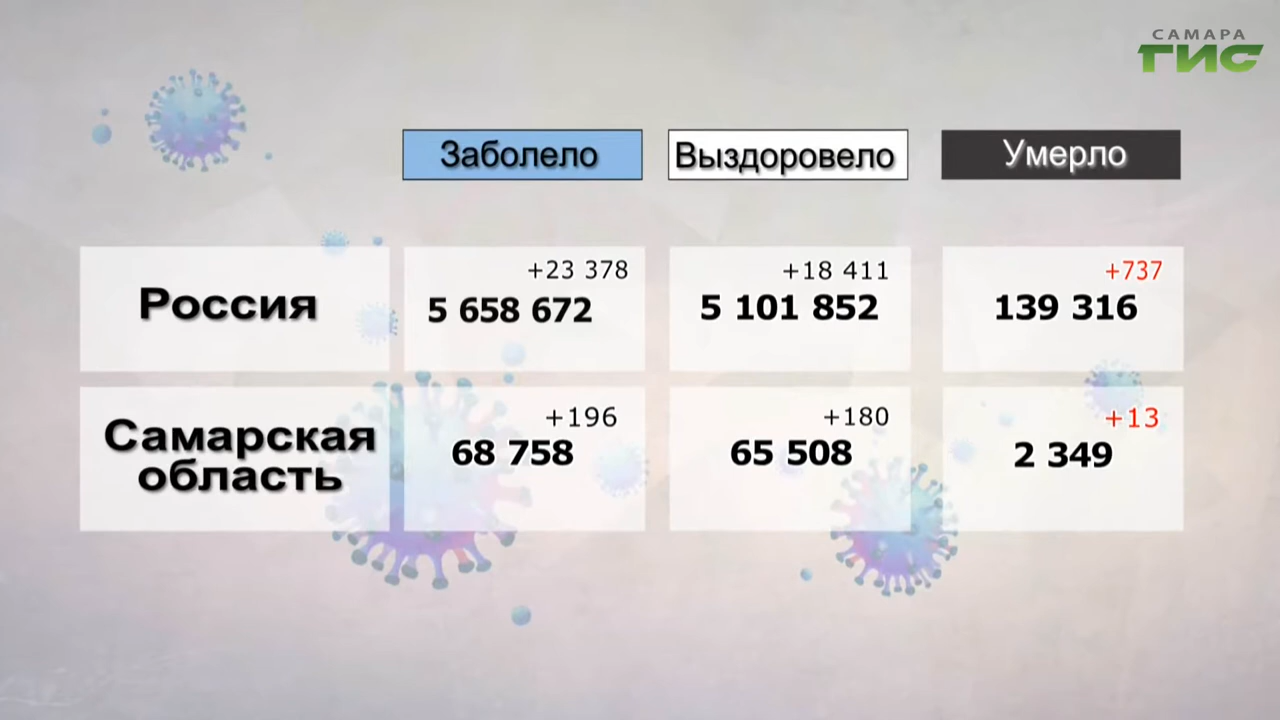 САМАРА
ГИС
Заболело Выздоровело Умерло
+23 378 +18 411 +737
Россия 5 658 672 5 101 852 139 316
+196 +180 +13
Самарская
область 68 758 65 508 2 349